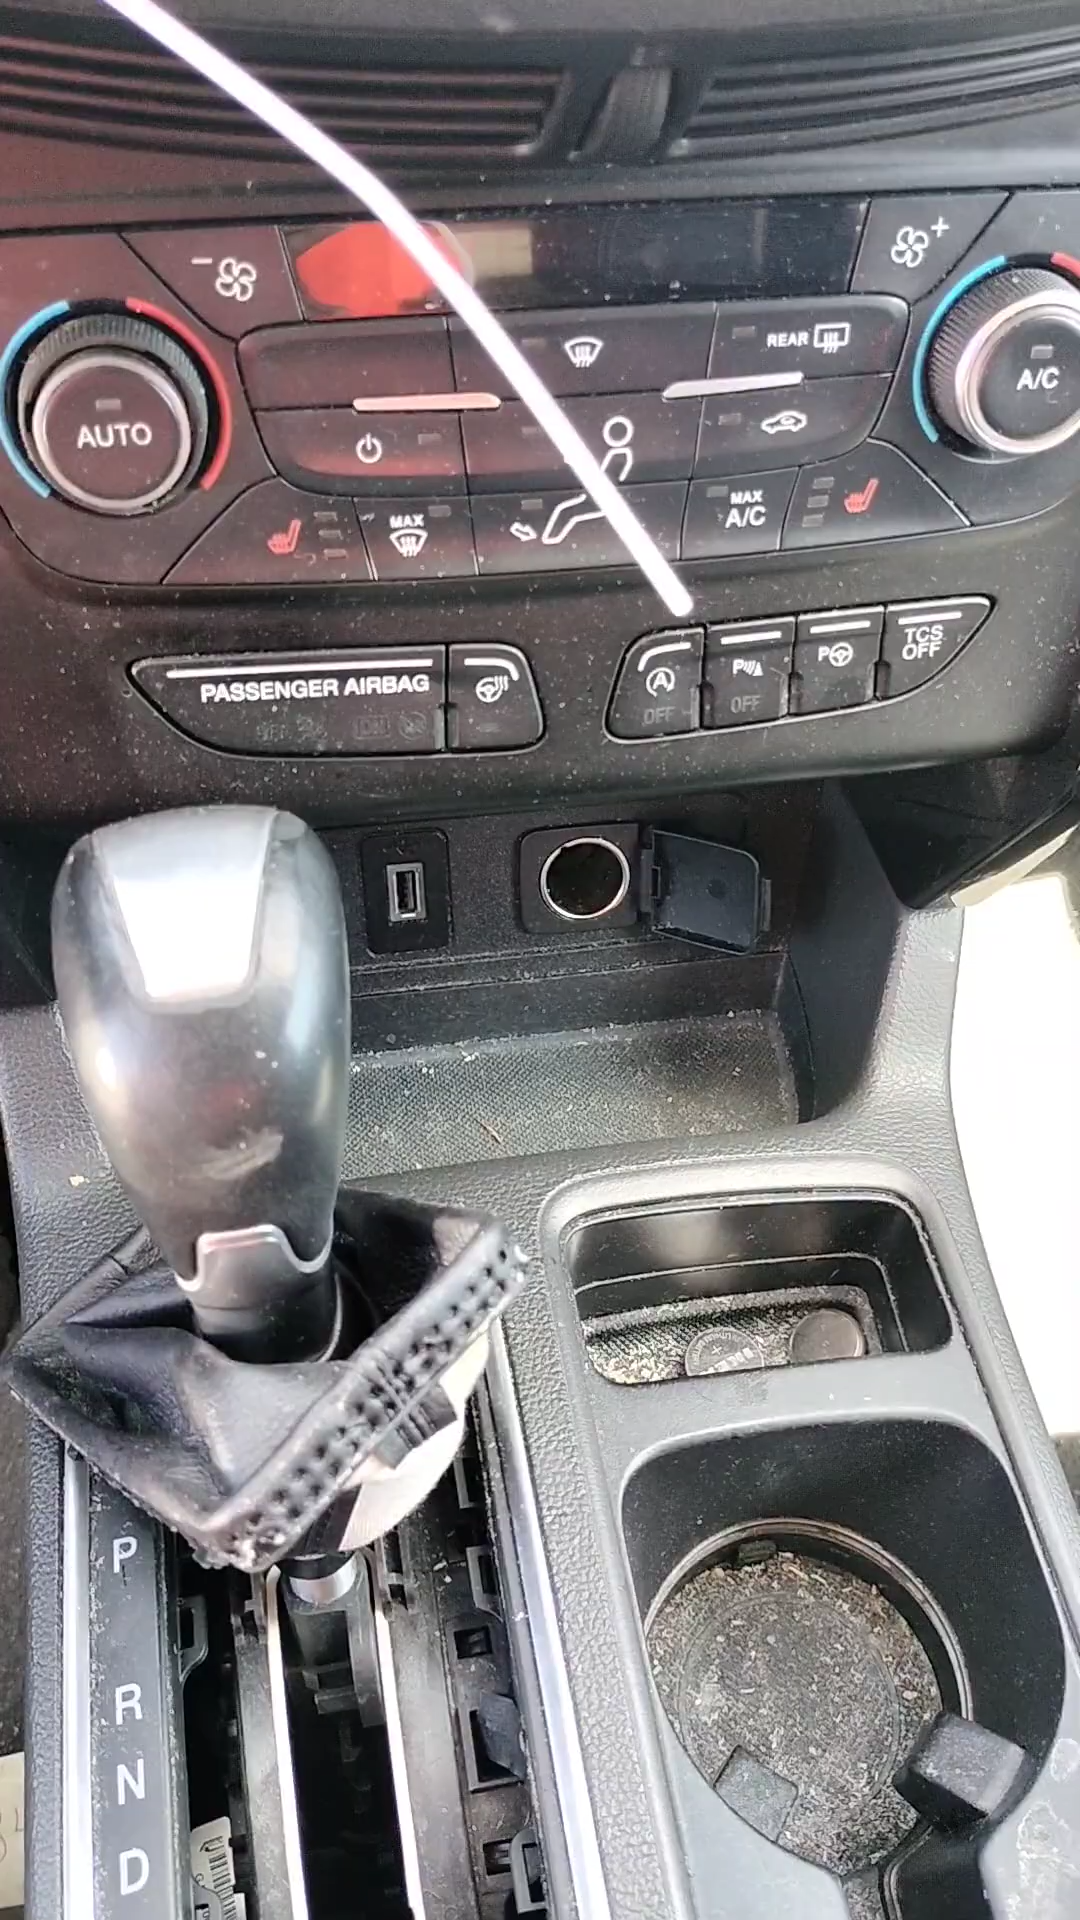 - +
REAR
AUTO
A/C
MAX
MAX
A/C
PASSENGER AIRBAG
A
OFF
P
OFF
P
TCS
OFF
P
R
N
D